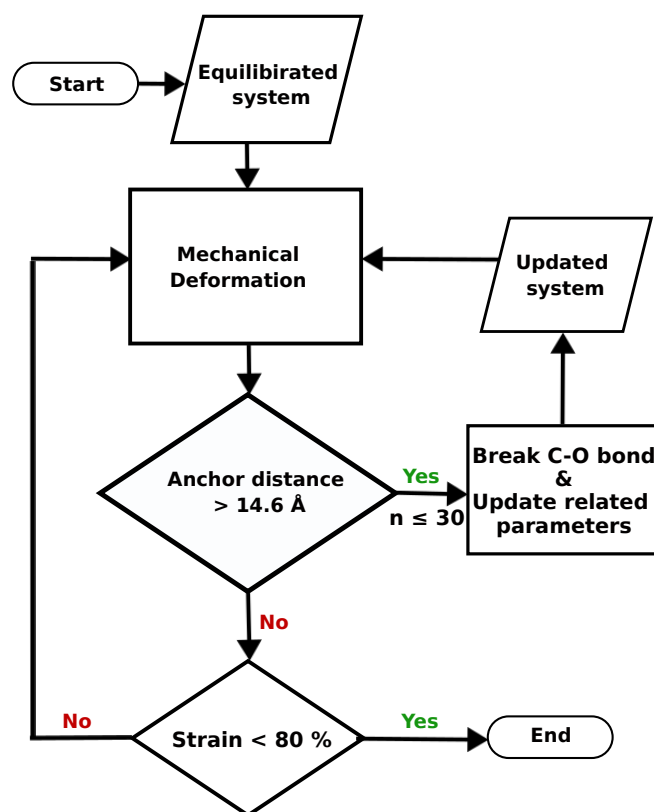 Start
Equilibirated
system
Mechanical
Deformation
Updated
system
Anchor distance
> 14.6 Å
Yes
n ≤ 30
Break C-O bond
&
Update related
parameters
No
Strain < 80 %
No
Yes
End